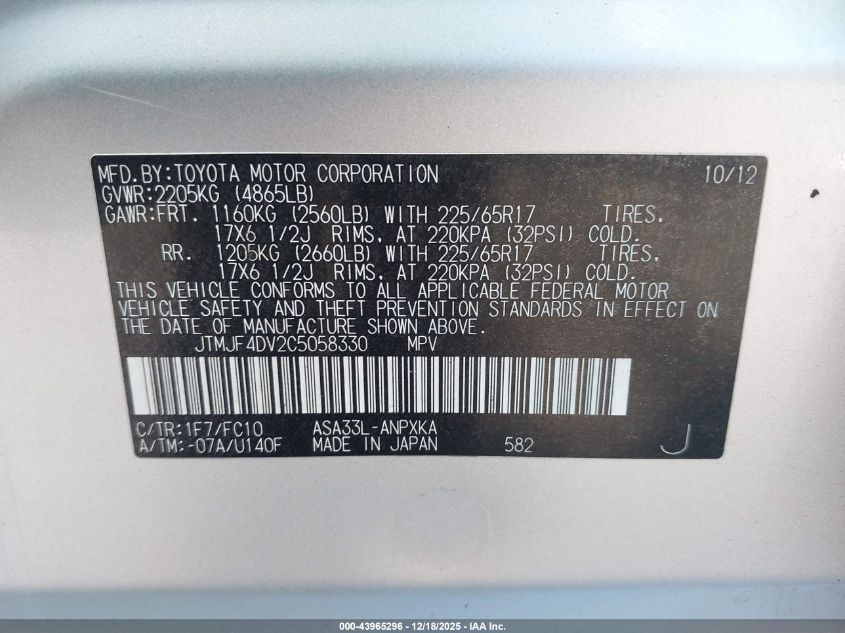 MFD.BY:TOYOTA MOTOR CORPORATION 10/12
GVWR:2205KG (4865LB)
GAWR:FRT. 1160KG (2560LB) WITH 225/65R17 TIRES.
17X6 1/2J RIMS, AT 220KPA (32PSI) COLD.
RR. 1205KG (2660LB) WITH 225/65R17 TIRES.
17X6 1/2J RIMS, AT 220KPA (32PSI) COLD.
THIS VEHICLE CONFORMS TO ALL APPLICABLE FEDERAL MOTOR
VEHICLE SAFETY AND THEFT PREVENTION STANDARDS IN EFFECT ON
THE DATE OF MANUFACTURE SHOWN ABOVE.
JTMJF4DV2C5058330 MPV
C/TR:1F7/FC10 ASA33L-ANPXKA
A/TM:-07A/U140F MADE IN JAPAN 582 J
000-43965296 - 12/18/2025 - IAA Inc.